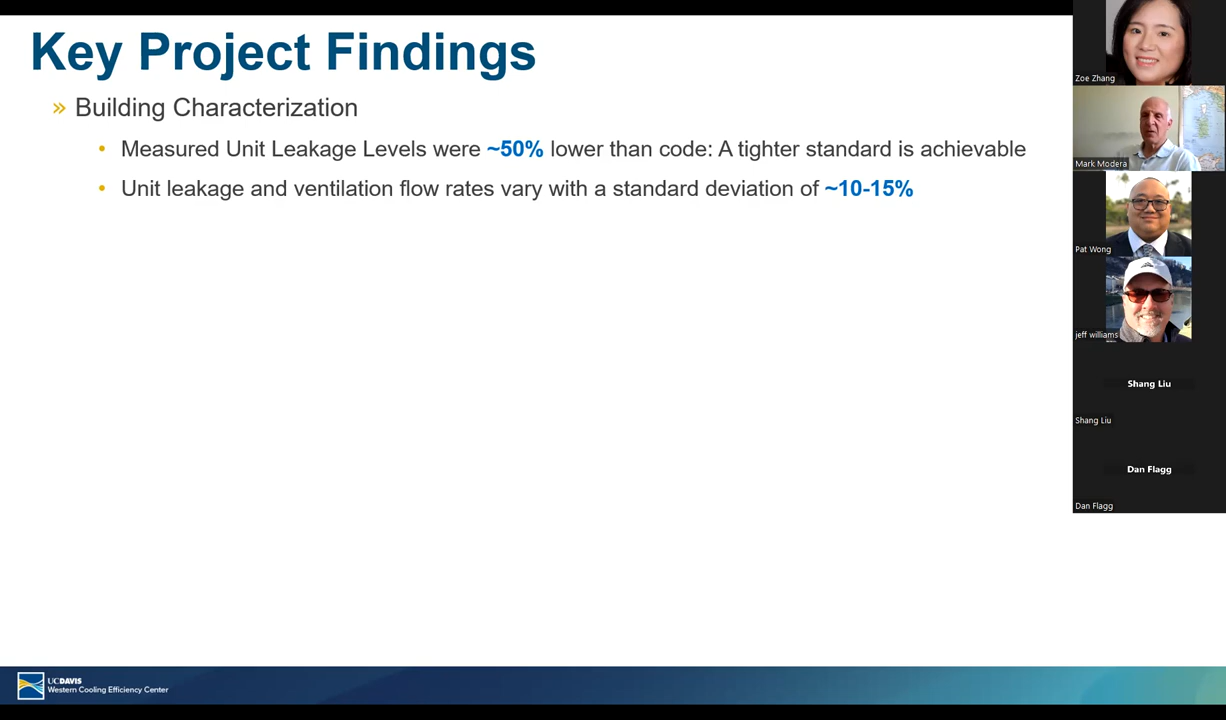 Key Project Findings
» Building Characterization
• Measured Unit Leakage Levels were ~50% lower than code: A tighter standard is achievable
• Unit leakage and ventilation flow rates vary with a standard deviation of ~10-15%
Zoe Zhang
Mark Modera
Pat Wong
jeff williams
Shang Liu
Shang Liu
Dan Flagg
Dan Flagg
UCDAVIS
Western Cooling Efficiency Center